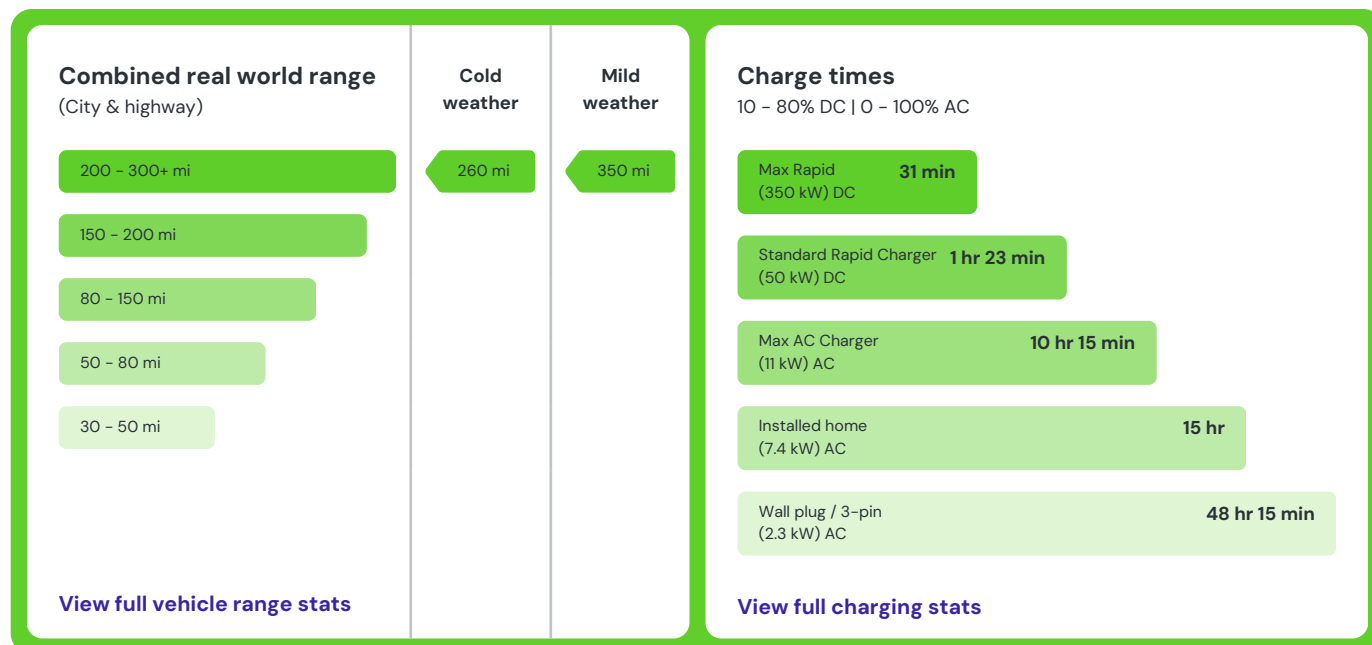 Combined real world range
(City & highway)
Cold
weather
Mild
weather
200 - 300+ mi
260 mi
350 mi
150 - 200 mi
80 - 150 mi
50 - 80 mi
30 - 50 mi
View full vehicle range stats
Charge times
10 - 80% DC | 0 - 100% AC
Max Rapid
(350 kW) DC
31 min
Standard Rapid Charger
(50 kW) DC
1 hr 23 min
Max AC Charger
(11 kW) AC
10 hr 15 min
Installed home
(7.4 kW) AC
15 hr
Wall plug / 3-pin
(2.3 kW) AC
48 hr 15 min
View full charging stats